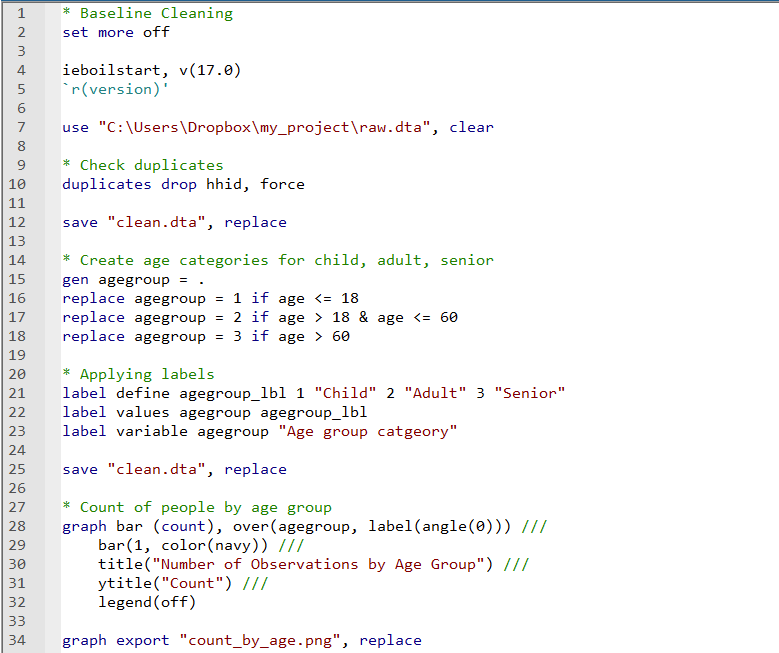 1 * Baseline Cleaning
2 set more off
3
4 ieboilstart, v(17.0)
5 `r(version)'
6
7 use "C:\Users\Dropbox\my_project\raw.dta", clear
8
9 * Check duplicates
10 duplicates drop hhid, force
11
12 save "clean.dta", replace
13
14 * Create age categories for child, adult, senior
15 gen agegroup = .
16 replace agegroup = 1 if age <= 18
17 replace agegroup = 2 if age > 18 & age <= 60
18 replace agegroup = 3 if age > 60
19
20 * Applying labels
21 label define agegroup_lbl 1 "Child" 2 "Adult" 3 "Senior"
22 label values agegroup agegroup_lbl
23 label variable agegroup "Age group catgeory"
24
25 save "clean.dta", replace
26
27 * Count of people by age group
28 graph bar (count), over(agegroup, label(angle(0))) ///
29     bar(1, color(navy)) ///
30     title("Number of Observations by Age Group") ///
31     ytitle("Count") ///
32     legend(off)
33
34 graph export "count_by_age.png", replace